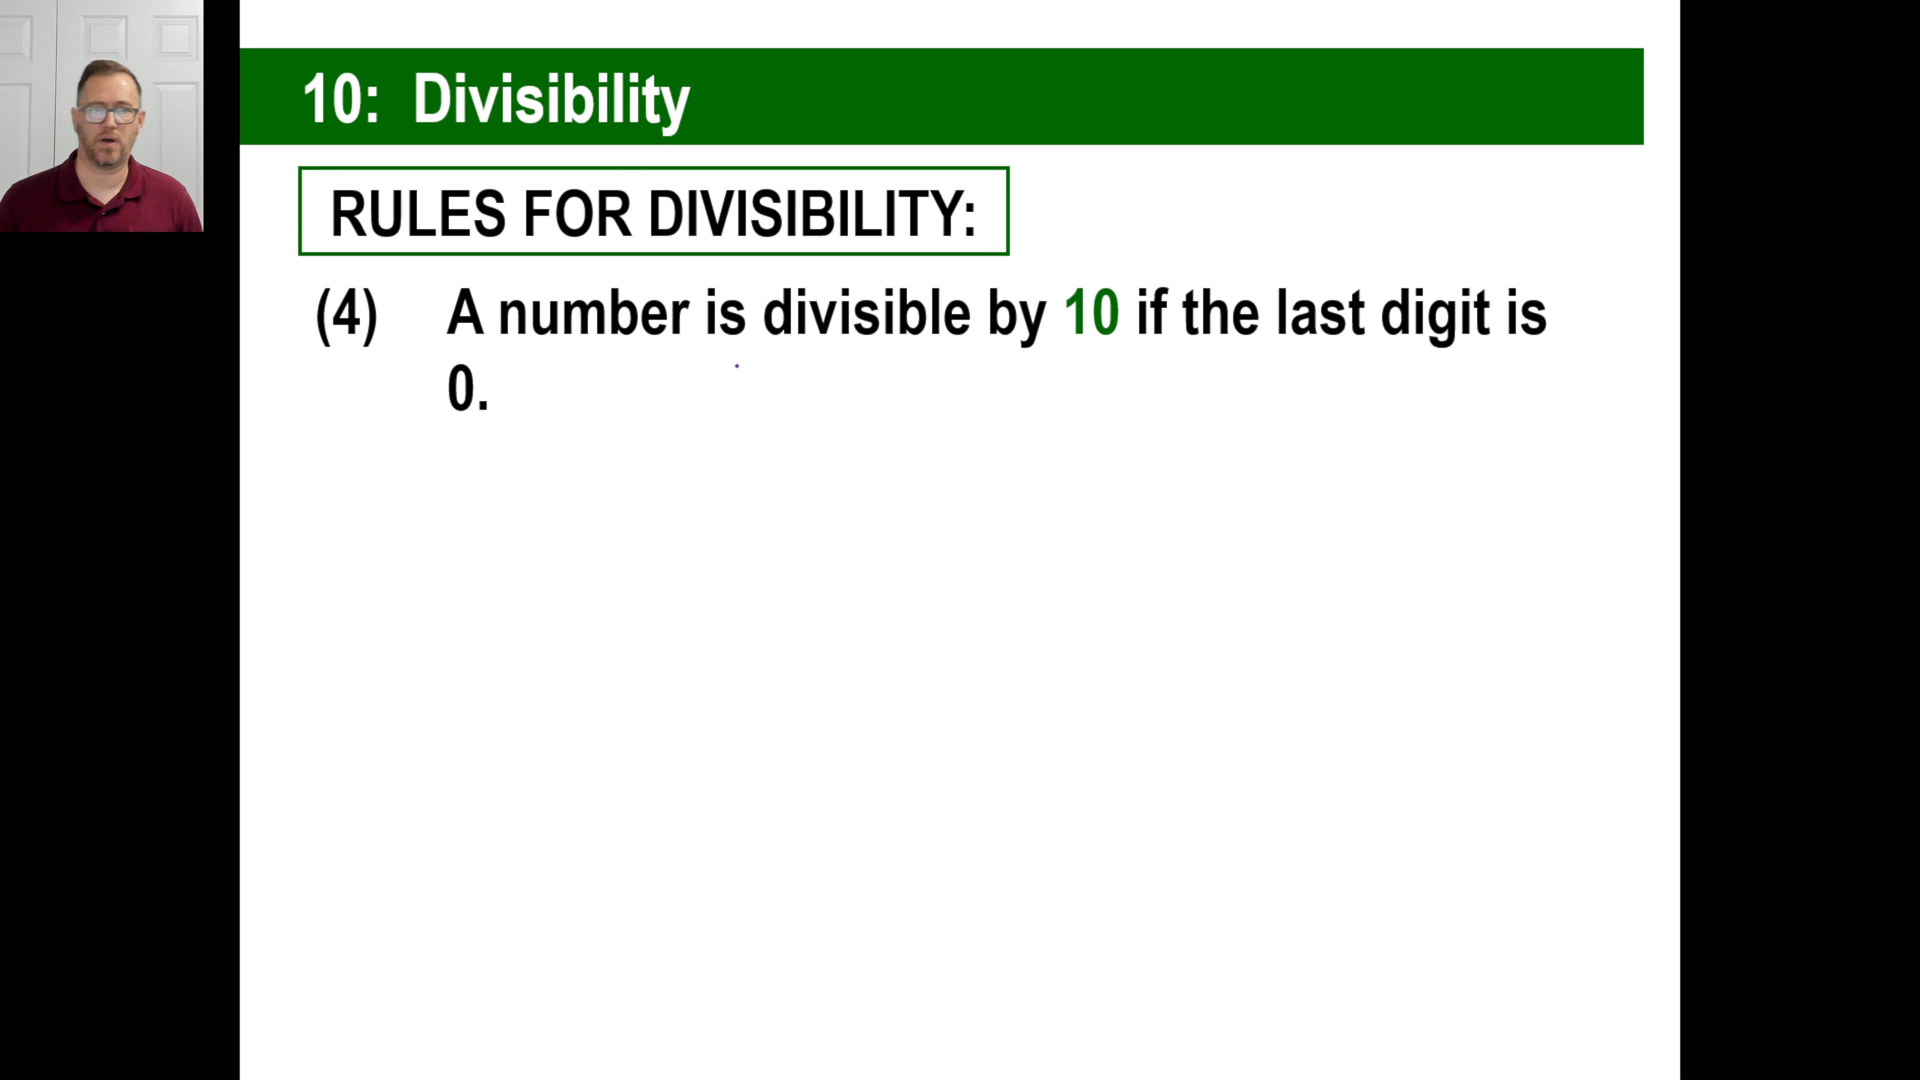 10: Divisibility
RULES FOR DIVISIBILITY:
(4) A number is divisible by 10 if the last digit is
0.